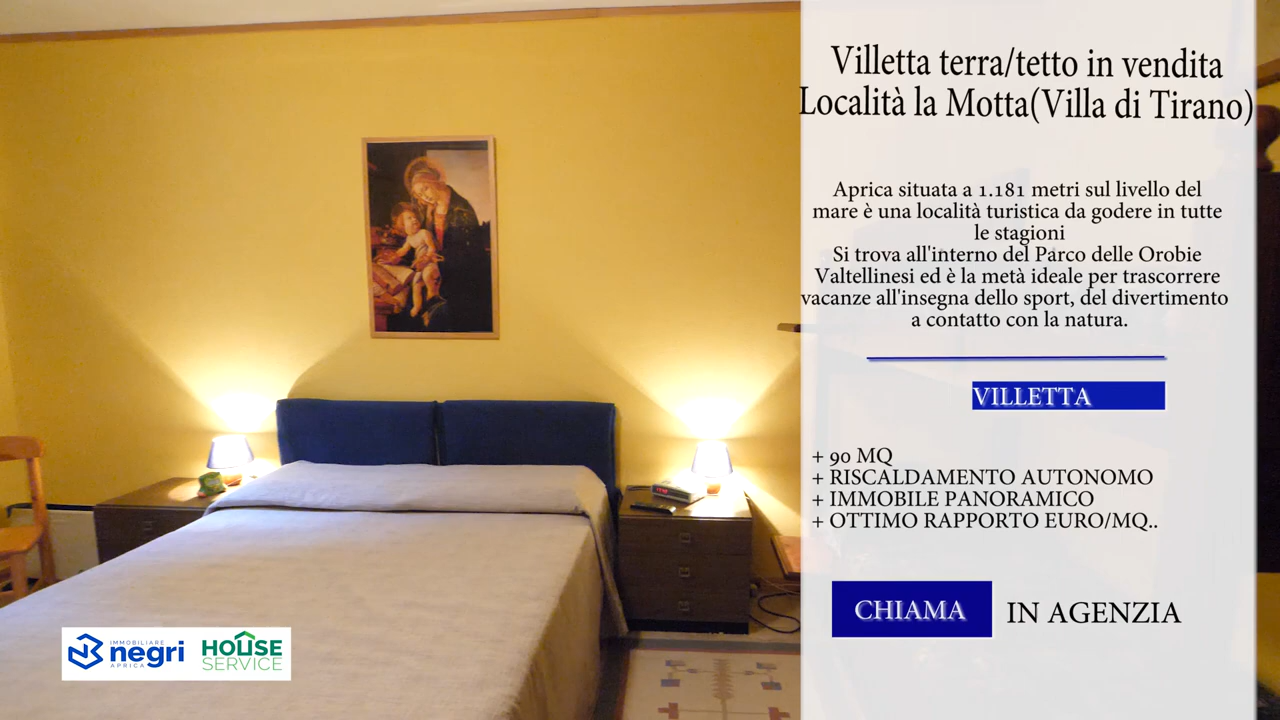 Villetta terra/tetto in vendita
Località la Motta(Villa di Tirano)
Aprica situata a 1.181 metri sul livello del
mare è una località turistica da godere in tutte
le stagioni
Si trova all'interno del Parco delle Orobie
Valtellinesi ed è la metà ideale per trascorrere
vacanze all'insegna dello sport, del divertimento
a contatto con la natura.
VILLETTA
+ 90 MQ
+ RISCALDAMENTO AUTONOMO
+ IMMOBILE PANORAMICO
+ OTTIMO RAPPORTO EURO/MQ..
CHIAMA IN AGENZIA
IMMOBILIARE
negri
APRICA
HOUSE
SERVICE